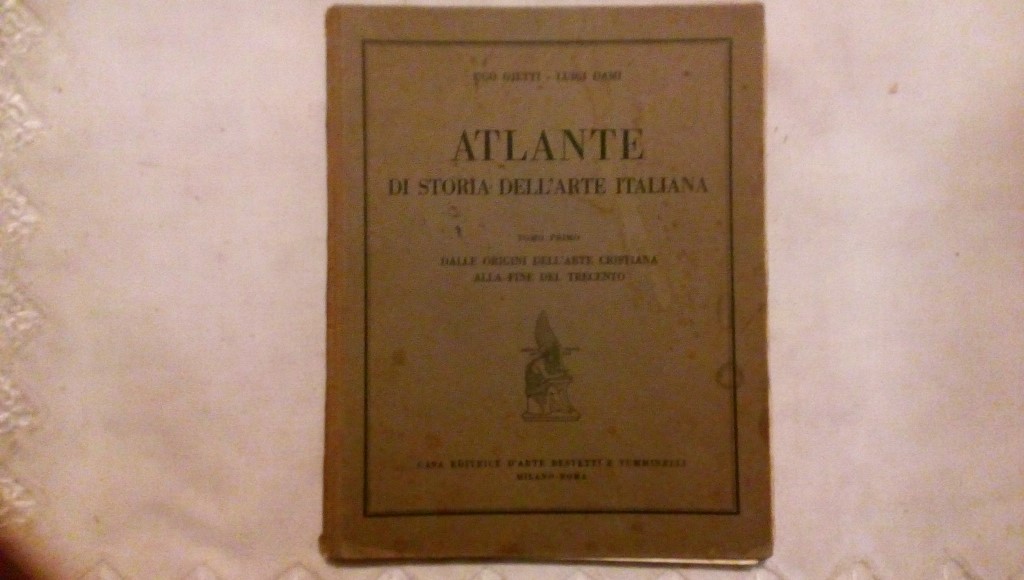 UGO OJETTI - LUIGI DAMI
ATLANTE
DI STORIA DELL'ARTE ITALIANA
TOMO PRIMO
DALLE ORIGINI DELL'ARTE CRISTIANA
ALLA FINE DEL TRECENTO
CASA EDITRICE D'ARTE BESTETTI E TUMMINELLI
MILANO-ROMA